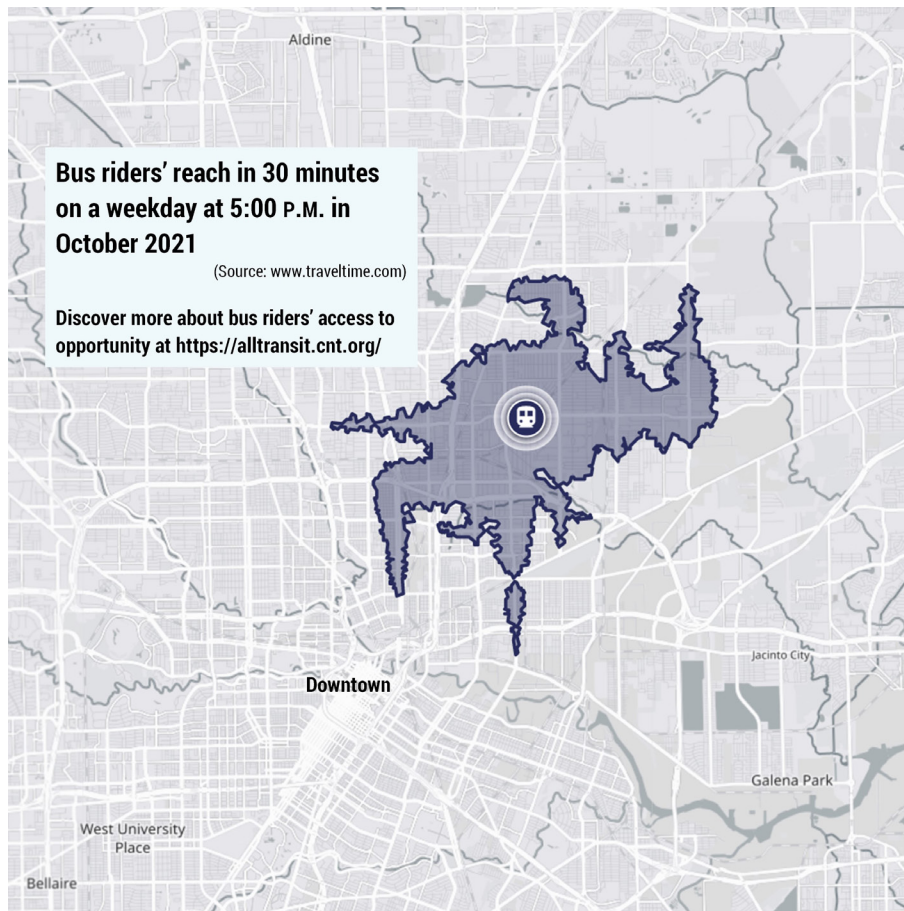 Aldine
Bus riders’ reach in 30 minutes
on a weekday at 5:00 P.M. in
October 2021
(Source: www.traveltime.com)
Discover more about bus riders’ access to
opportunity at https://alltransit.cnt.org/
Jacinto City
Downtown
Galena Park
West University
Place
Bellaire